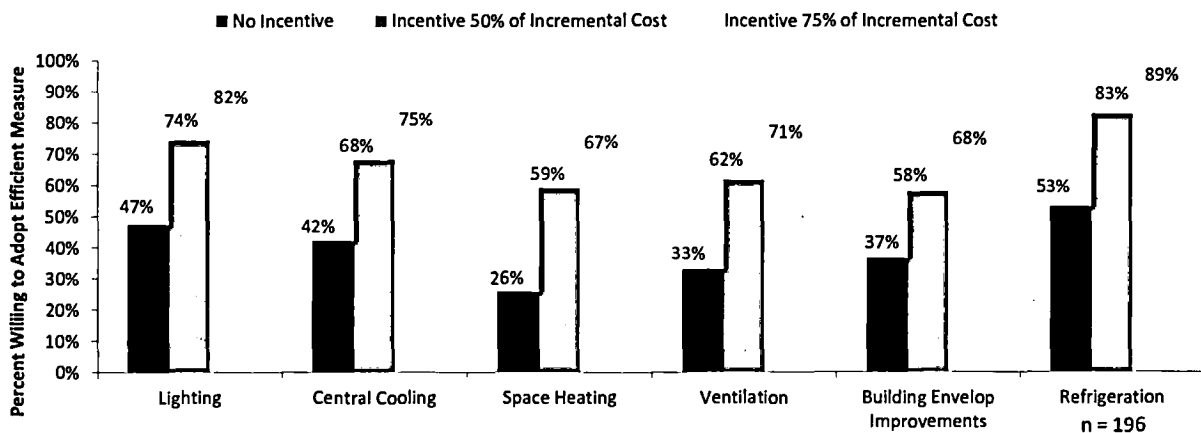 No Incentive Incentive 50% of Incremental Cost Incentive 75% of Incremental Cost
Percent Willing to Adopt Efficient Measure
100%
90%
80%
70%
60%
50%
40%
30%
20%
10%
0%
47% 74% 82%
42% 68% 75%
26% 59% 67%
33% 62% 71%
37% 58% 68%
53% 83% 89%
Lighting
Central Cooling
Space Heating
Ventilation
Building Envelop
Improvements
Refrigeration
n = 196